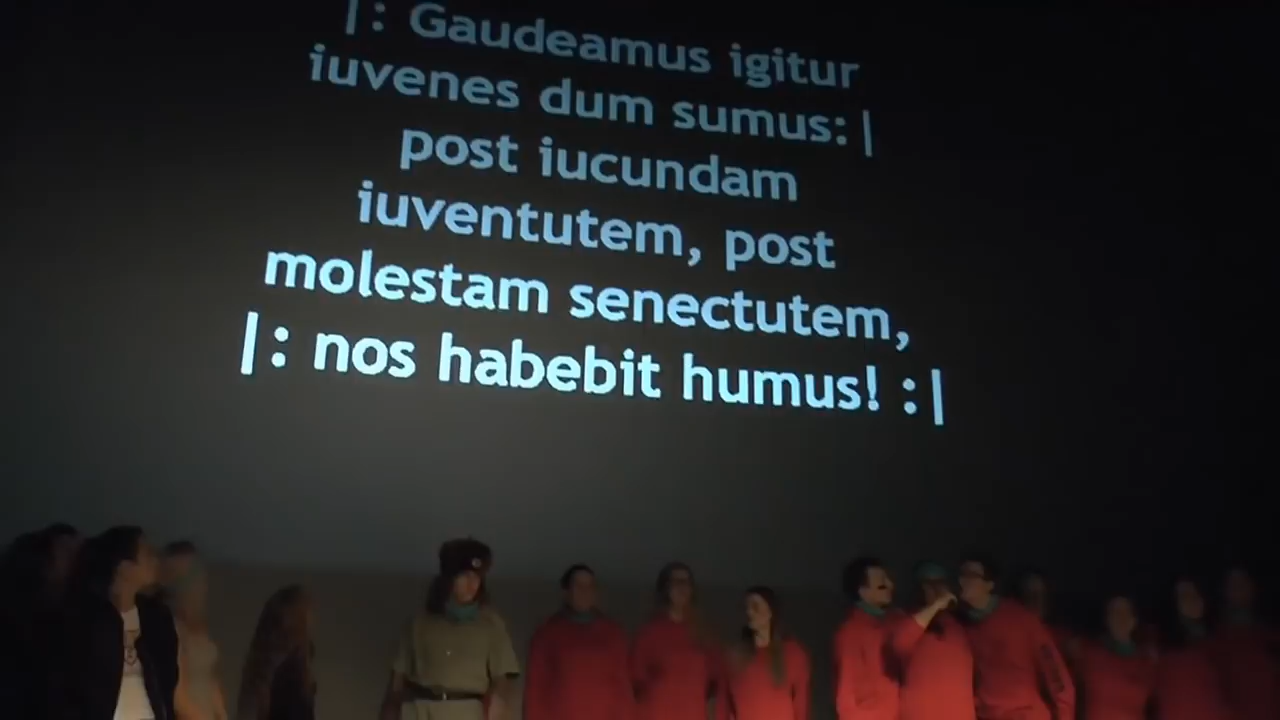 |: Gaudeamus igitur
iuvenes dum sumus: |
post iucundam
iuventutem, post
molestam senectutem,
|: nos habebit humus! :|